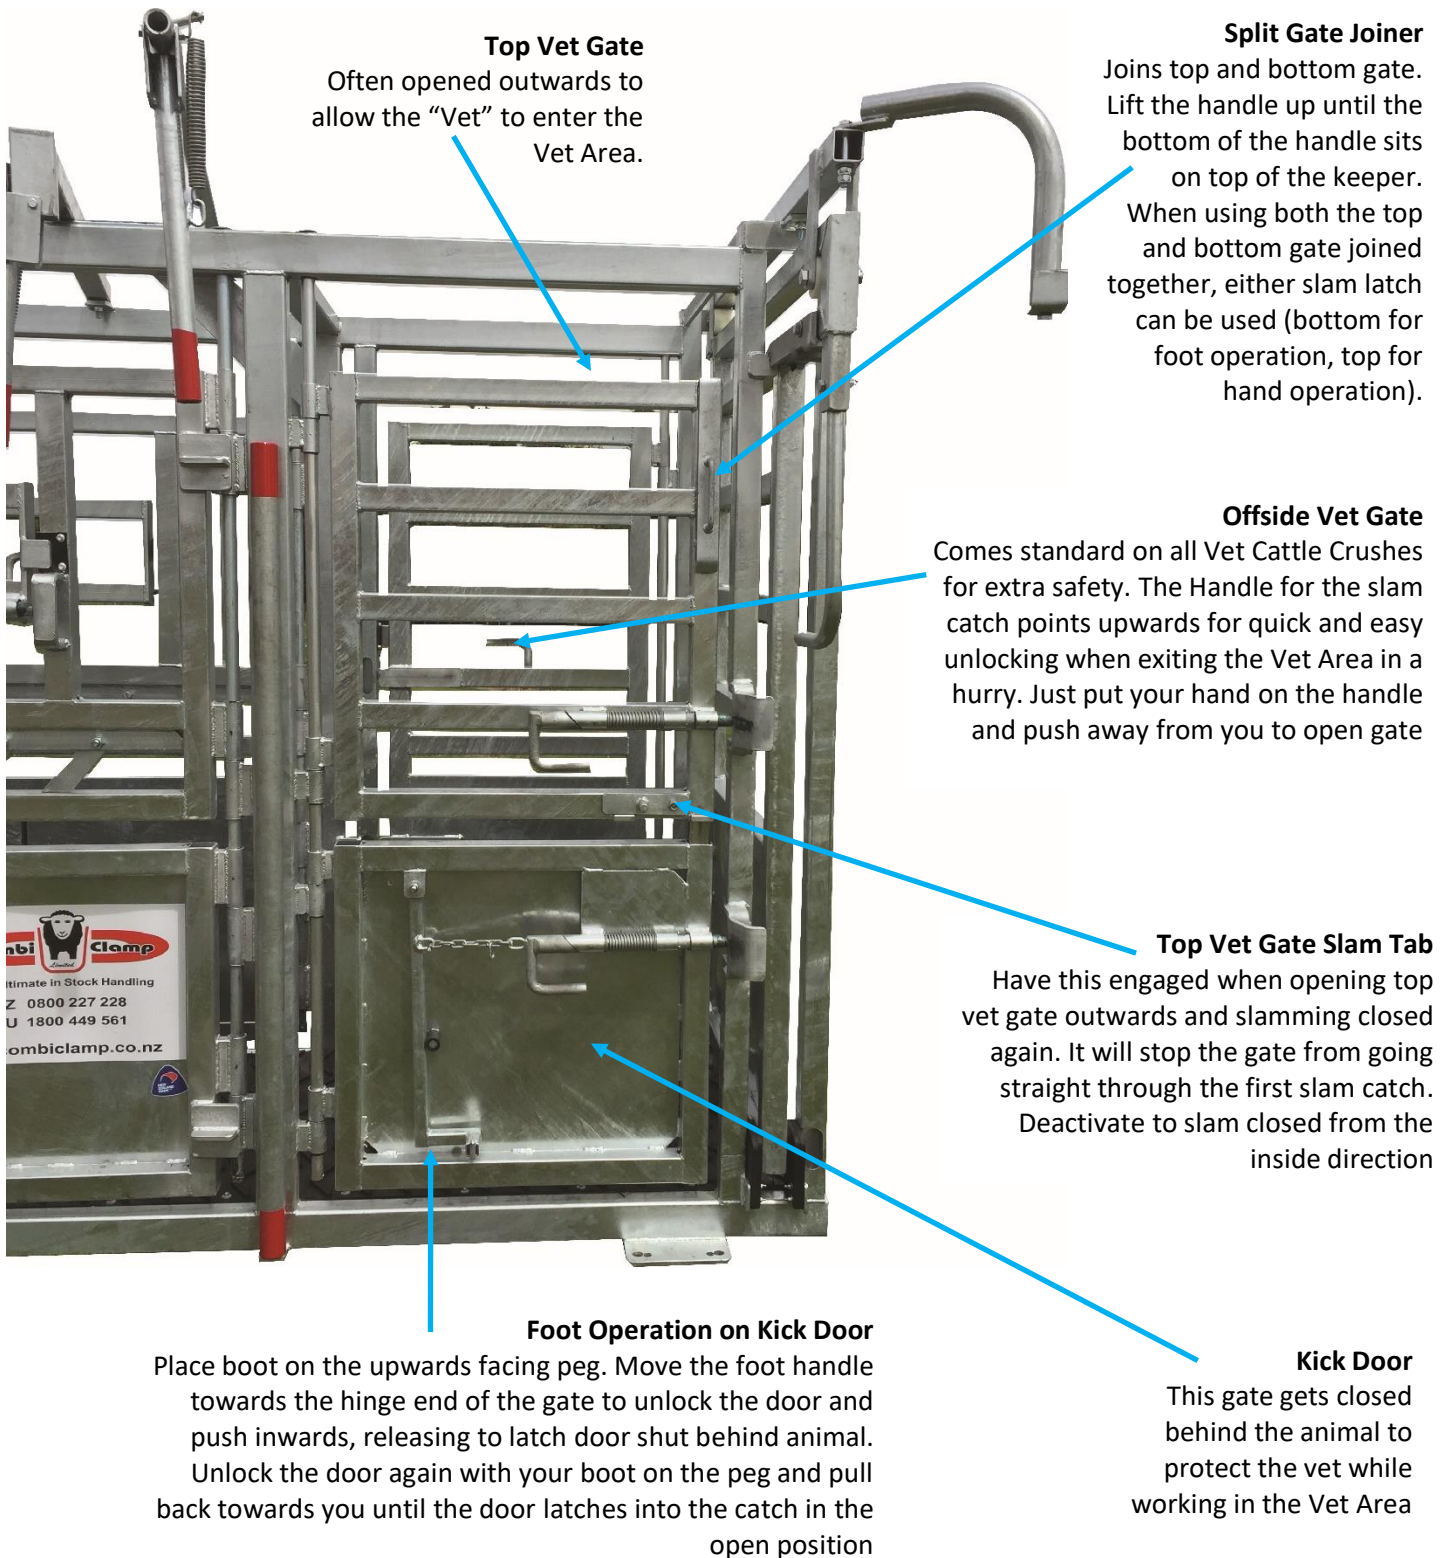 Top Vet Gate
Often opened outwards to
allow the “Vet” to enter the
Vet Area.
Split Gate Joiner
Joins top and bottom gate.
Lift the handle up until the
bottom of the handle sits
on top of the keeper.
When using both the top
and bottom gate joined
together, either slam latch
can be used (bottom for
foot operation, top for
hand operation).
Offside Vet Gate
Comes standard on all Vet Cattle Crushes
for extra safety. The Handle for the slam
catch points upwards for quick and easy
unlocking when exiting the Vet Area in a
hurry. Just put your hand on the handle
and push away from you to open gate
Top Vet Gate Slam Tab
Have this engaged when opening top
vet gate outwards and slamming closed
again. It will stop the gate from going
straight through the first slam catch.
Deactivate to slam closed from the
inside direction
mbi Clamp
Limited
ltimate in Stock Handling
Z 0800 227 228
U 1800 449 561
ombiclamp.co.nz
Foot Operation on Kick Door
Place boot on the upwards facing peg. Move the foot handle
towards the hinge end of the gate to unlock the door and
push inwards, releasing to latch door shut behind animal.
Unlock the door again with your boot on the peg and pull
back towards you until the door latches into the catch in the
open position
Kick Door
This gate gets closed
behind the animal to
protect the vet while
working in the Vet Area